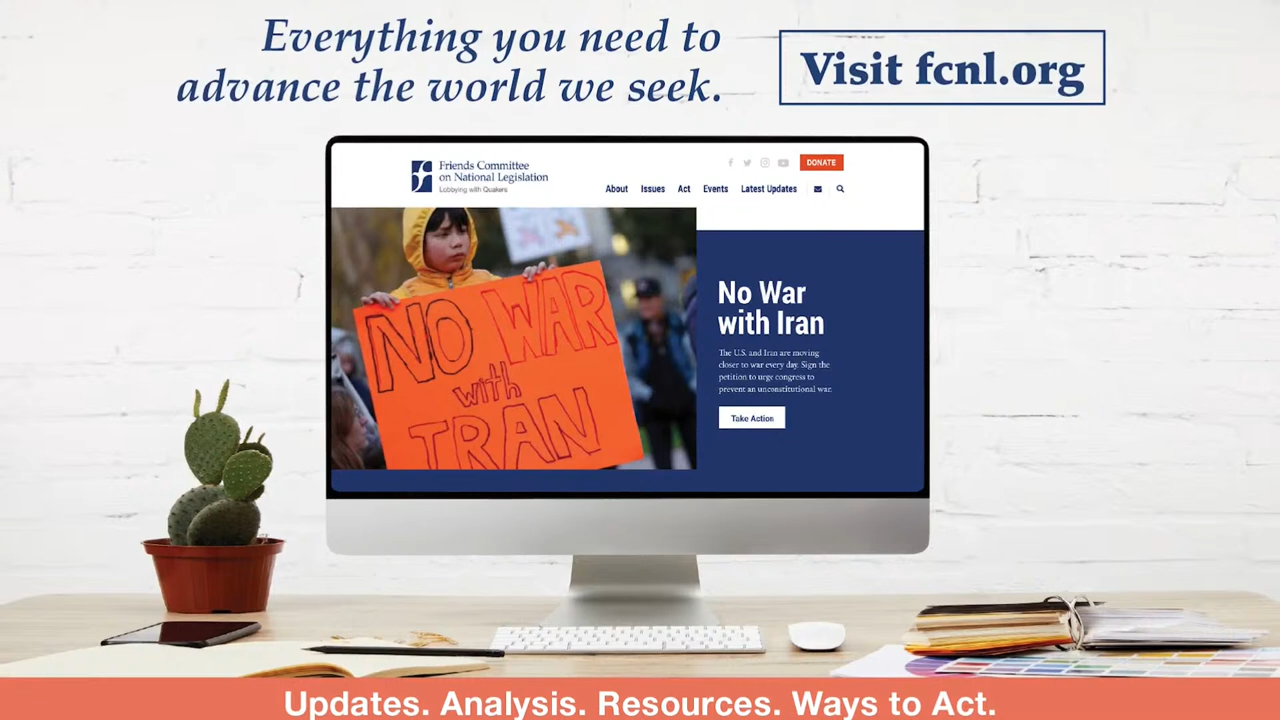 Everything you need to
advance the world we seek.
Visit fcnl.org
Friends Committee
on National Legislation
Lobbying with Quakers
DONATE
About Issues Act Events Latest Updates
NO WAR
with
IRAN
No War
with Iran
The U.S. and Iran are moving
closer to war every day. Sign the
petition to urge congress to
prevent an unconstitutional war.
Take Action
Updates. Analysis. Resources. Ways to Act.